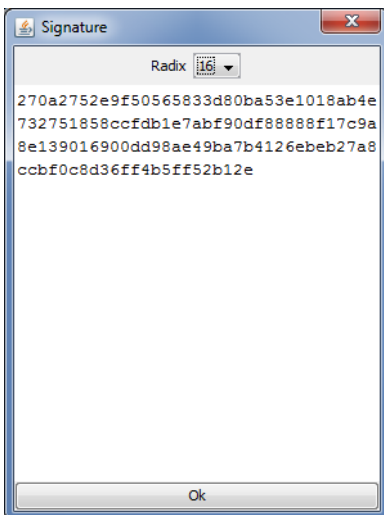 Signature
Radix 16
270a2752e9f50565833d80ba53e1018ab4e
732751858ccfdb1e7abf90df88888f17c9a
8e139016900dd98ae49ba7b4126ebeb27a8
ccbf0c8d36ff4b5ff52b12e
Ok